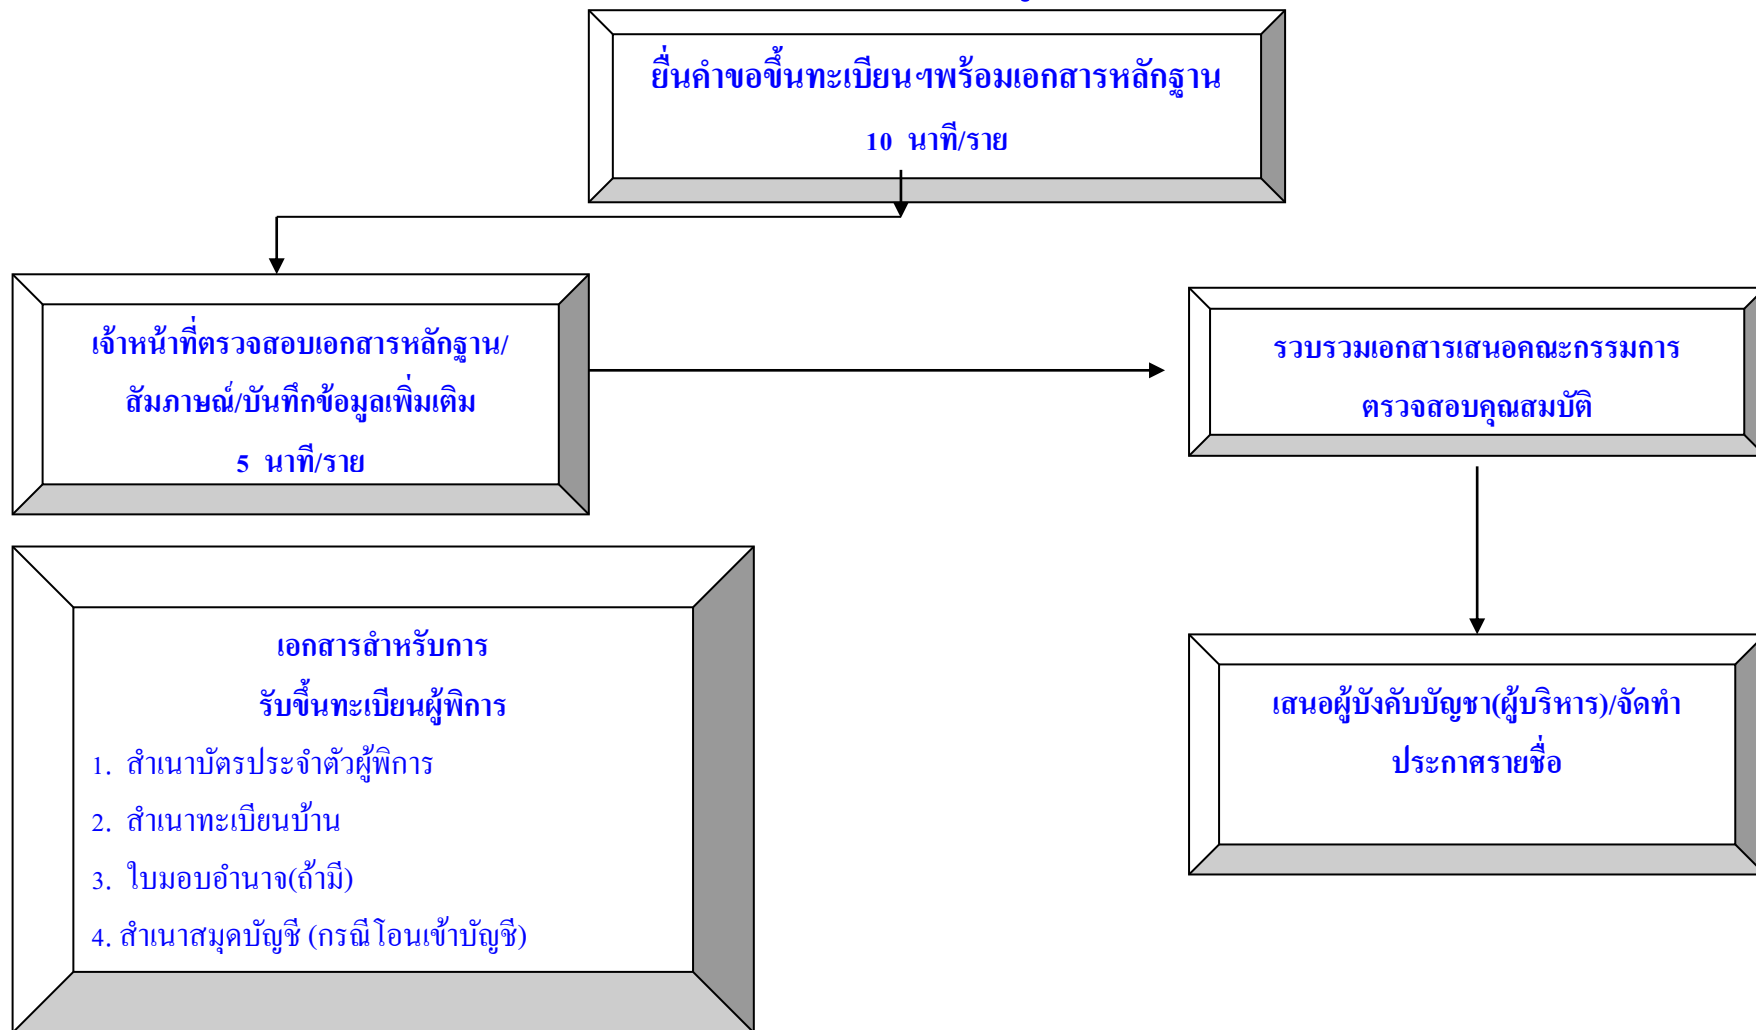 ยื่นคำขอขึ้นทะเบียนฯพร้อมเอกสารหลักฐาน
10 นาที/ราย
เจ้าหน้าที่ตรวจสอบเอกสารหลักฐาน/
สัมภาษณ์/บันทึกข้อมูลเพิ่มเติม
5 นาที/ราย
รวบรวมเอกสารเสนอคณะกรรมการ
ตรวจสอบคุณสมบัติ
เอกสารสำหรับการ
รับขึ้นทะเบียนผู้พิการ
1. สำเนาบัตรประจำตัวผู้พิการ
2. สำเนาทะเบียนบ้าน
3. ใบมอบอำนาจ(ถ้ามี)
4. สำเนาสมุดบัญชี (กรณีโอนเข้าบัญชี)
เสนอผู้บังคับบัญชา(ผู้บริหาร)/จัดทำ
ประกาศรายชื่อ